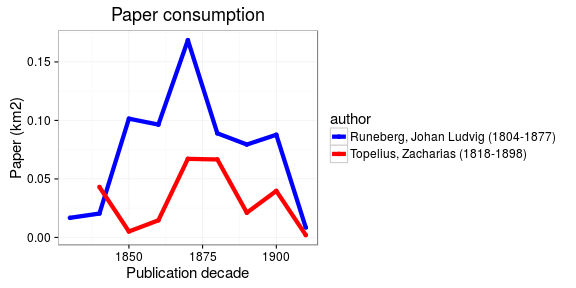 Paper consumption
Paper (km2)
0.15
0.10
0.05
0.00
1850 1875 1900
Publication decade
author
Runeberg, Johan Ludvig (1804-1877)
Topelius, Zacharias (1818-1898)